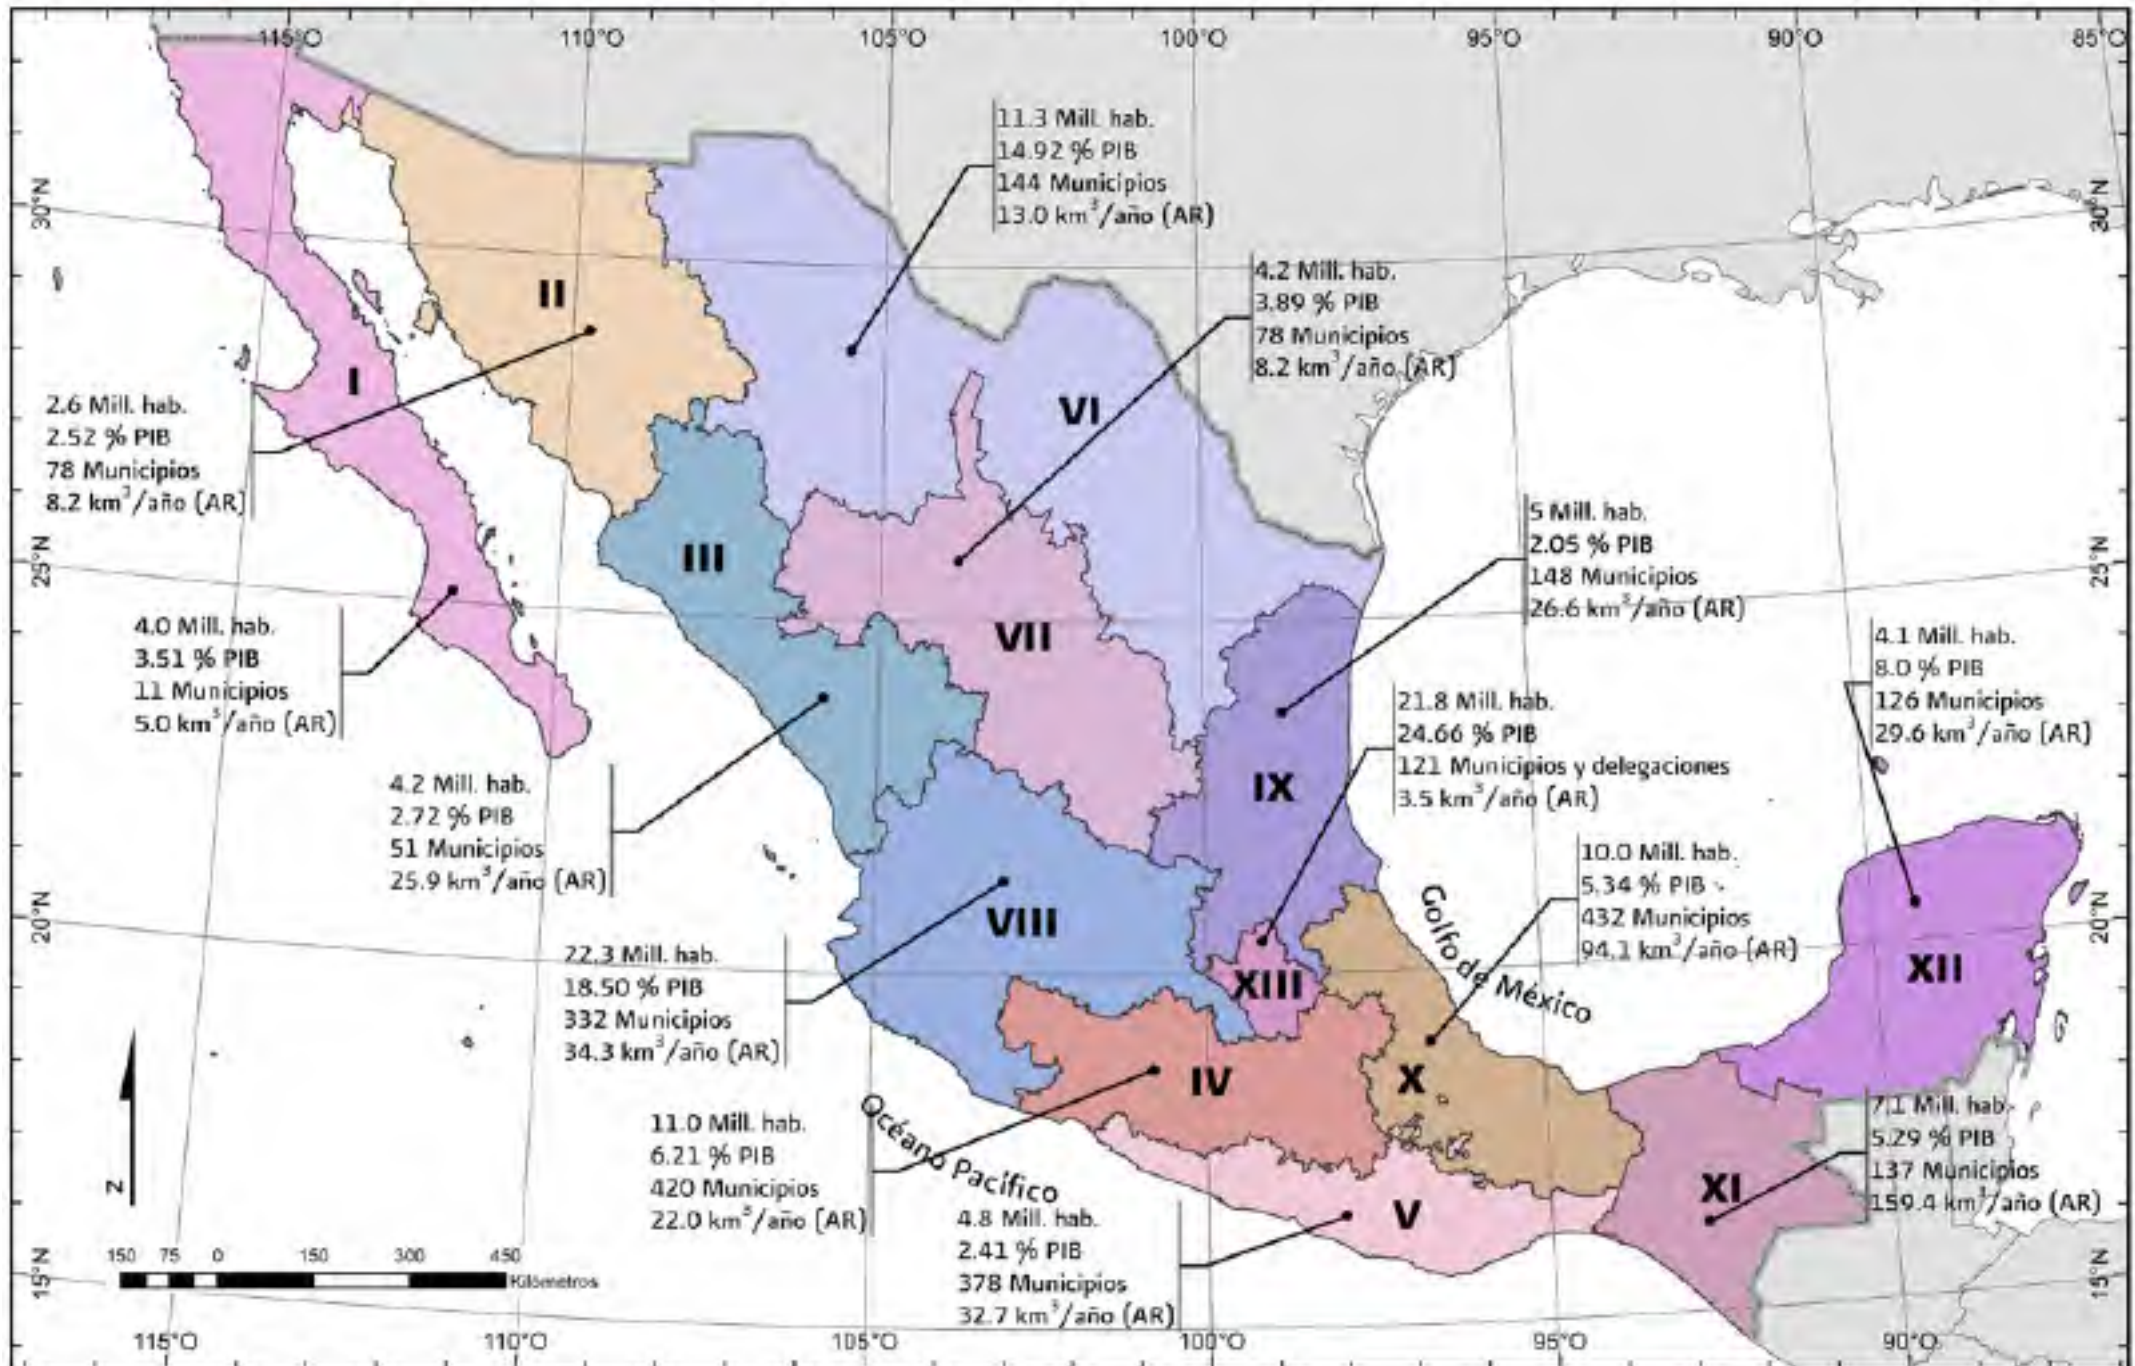 115°O
110°O
105°O
100°O
95°O
90°O
85°O
30°N
30°N
11.3 Mill. hab.
14.92 % PIB
144 Municipios
13.0 km³/año (AR)
4.2 Mill. hab.
3.89 % PIB
78 Municipios
8.2 km³/año (AR)
II
I
VI
2.6 Mill. hab.
2.52 % PIB
78 Municipios
8.2 km³/año (AR)
25°N
25°N
III
5 Mill. hab.
2.05 % PIB
148 Municipios
26.6 km³/año (AR)
4.0 Mill. hab.
3.51 % PIB
11 Municipios
5.0 km³/año (AR)
VII
4.1 Mill. hab.
8.0 % PIB
126 Municipios
29.6 km³/año (AR)
21.8 Mill. hab.
24.66 % PIB
121 Municipios y delegaciones
3.5 km³/año (AR)
4.2 Mill. hab.
2.72 % PIB
51 Municipios
25.9 km³/año (AR)
IX
10.0 Mill. hab.
5.34 % PIB
432 Municipios
94.1 km³/año (AR)
20°N
20°N
VIII
Golfo de México
XII
XIII
22.3 Mill. hab.
18.50 % PIB
332 Municipios
34.3 km³/año (AR)
IV
X
Océano Pacífico
11.0 Mill. hab.
6.21 % PIB
420 Municipios
22.0 km³/año (AR)
7.1 Mill. hab.
5.29 % PIB
137 Municipios
159.4 km³/año (AR)
XI
V
4.8 Mill. hab.
2.41 % PIB
378 Municipios
32.7 km³/año (AR)
N
150 75 0 150 300 450
Kilómetros
15°N
15°N
115°O
110°O
105°O
100°O
95°O
90°O